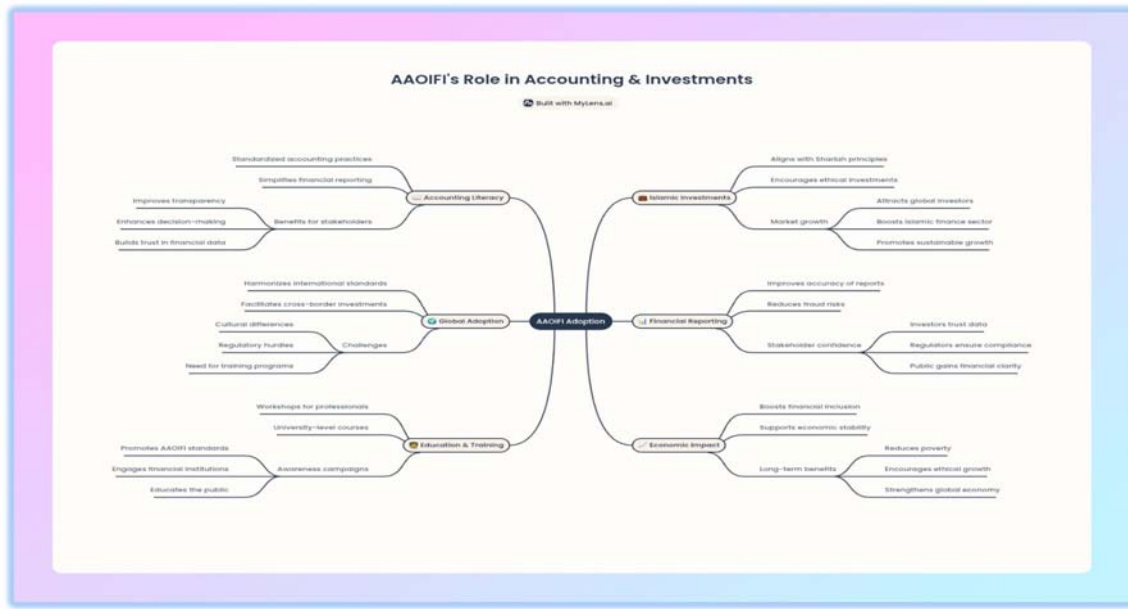 AAOIFI's Role in Accounting & Investments
Built with MyLens.ai
Standardized accounting practices
Simplifies financial reporting
Accounting Literacy
Improves transparency
Enhances decision-making
Benefits for stakeholders
Builds trust in financial data
Harmonizes international standards
Facilitates cross-border investments
Global Adoption
Cultural differences
Regulatory hurdles
Challenges
Need for training programs
Workshops for professionals
University-level courses
Education & Training
Promotes AAOIFI standards
Engages financial institutions
Awareness campaigns
Educates the public
AAOIFI Adoption
Aligns with Shariah principles
Encourages ethical investments
Islamic Investments
Attracts global investors
Market growth
Boosts Islamic finance sector
Promotes sustainable growth
Improves accuracy of reports
Reduces fraud risks
Financial Reporting
Investors trust data
Stakeholder confidence
Regulators ensure compliance
Public gains financial clarity
Boosts financial inclusion
Supports economic stability
Economic Impact
Reduces poverty
Long-term benefits
Encourages ethical growth
Strengthens global economy